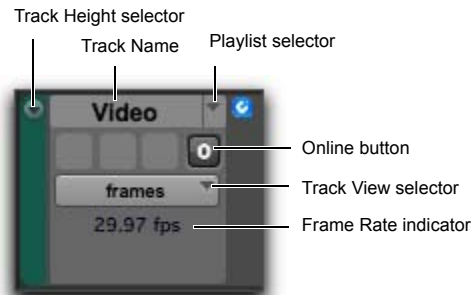 Track Height selector
Track Name
Playlist selector
Video
O
Online button
frames
Track View selector
29.97 fps
Frame Rate indicator